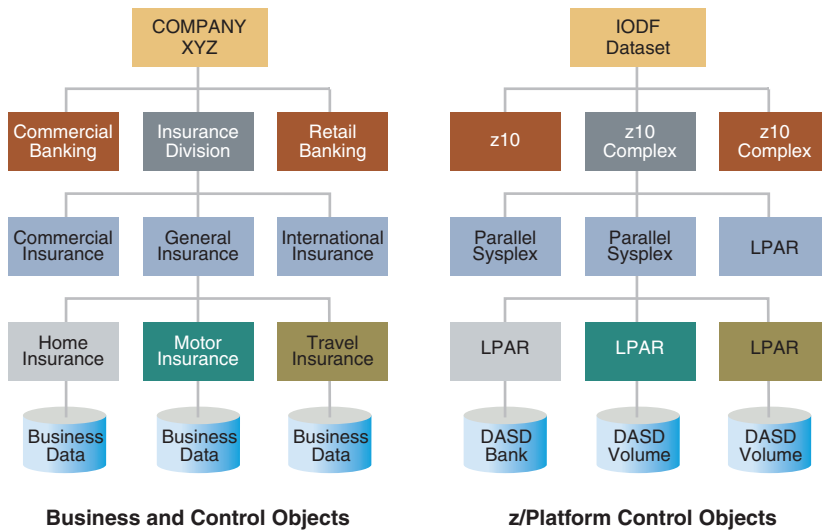 COMPANY
XYZ
Commercial
Banking
Insurance
Division
Retail
Banking
Commercial
Insurance
General
Insurance
International
Insurance
Home
Insurance
Motor
Insurance
Travel
Insurance
Business
Data
Business
Data
Business
Data
Business and Control Objects
IODF
Dataset
z10
z10
Complex
z10
Complex
Parallel
Sysplex
Parallel
Sysplex
LPAR
LPAR
LPAR
LPAR
DASD
Bank
DASD
Volume
DASD
Volume
z/Platform Control Objects